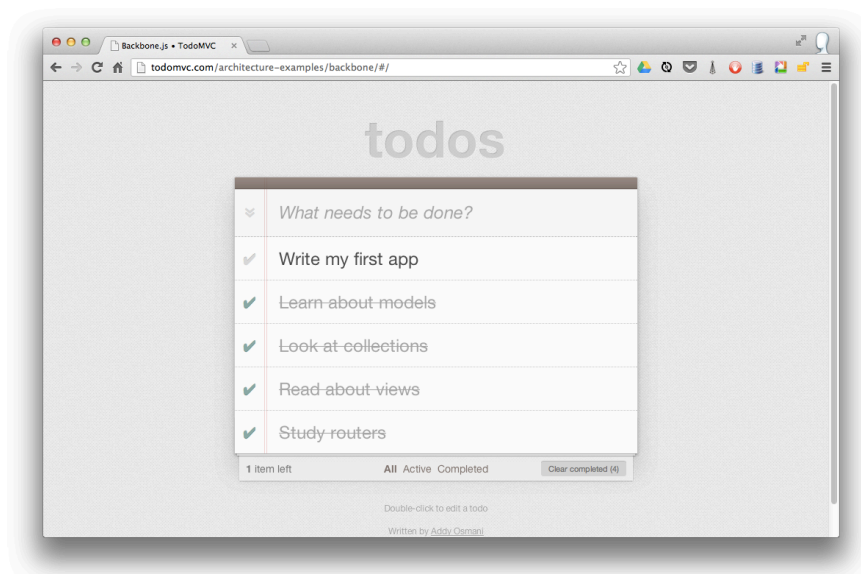 Backbone.js • TodoMVC
todomvc.com/architecture-examples/backbone/#/
todos
What needs to be done?
Write my first app
Learn about models
Look at collections
Read about views
Study routers
1 item left All Active Completed Clear completed (4)
Double-click to edit a todo
Written by Addy Osmani